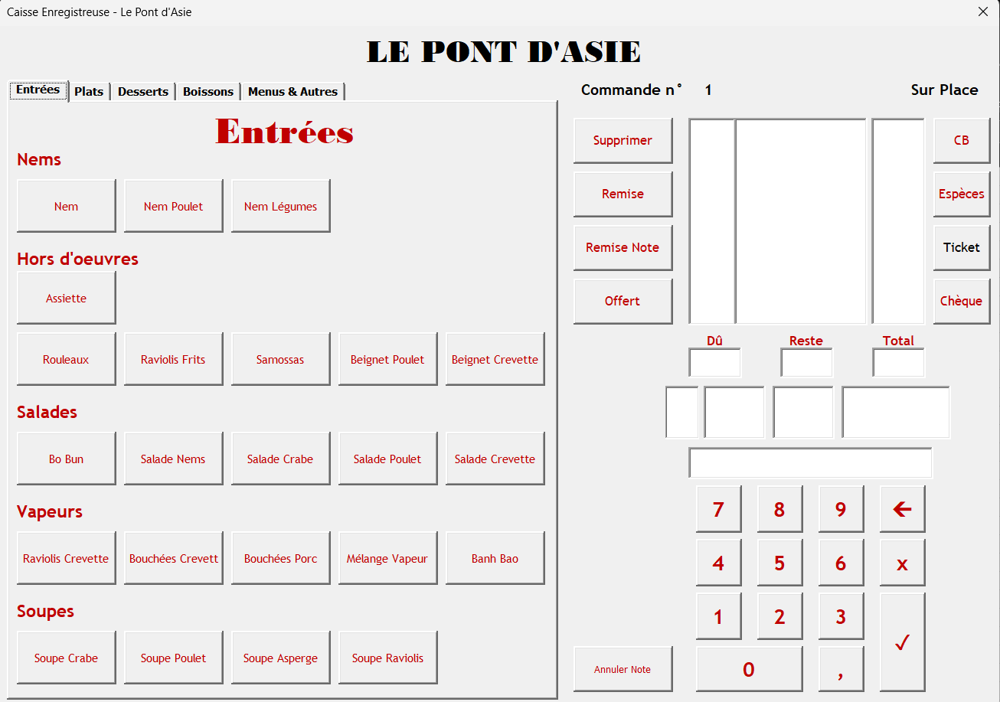 Caisse Enregistreuse - Le Pont d'Asie
LE PONT D'ASIE
Entrées Plats Desserts Boissons Menus & Autres
Entrées
Nems
Nem Nem Poulet Nem Légumes
Hors d'oeuvres
Assiette
Rouleaux Raviolis Frits Samossas Beignet Poulet Beignet Crevette
Salades
Bo Bun Salade Nems Salade Crabe Salade Poulet Salade Crevette
Vapeurs
Raviolis Crevette Bouchées Crevett Bouchées Porc Mélange Vapeur Banh Bao
Soupes
Soupe Crabe Soupe Poulet Soupe Asperge Soupe Raviolis
Commande n° 1 Sur Place
Supprimer CB
Remise Espèces
Remise Note Ticket
Offert Chèque
Dû Reste Total
7 8 9 ←
4 5 6 x
1 2 3 ✓
Annuler Note 0 ,